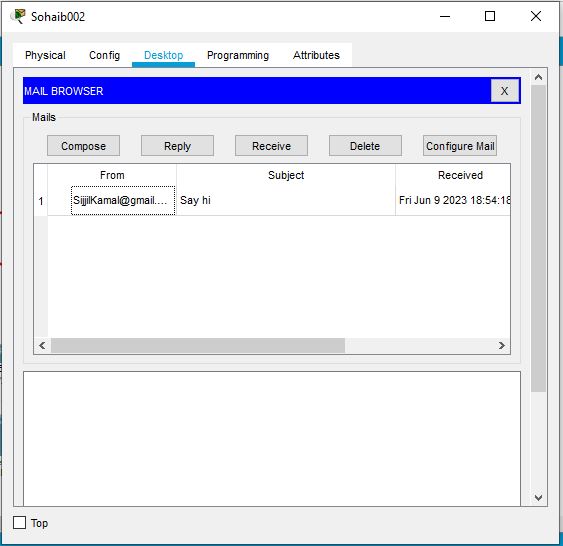 Sohaib002
Physical Config Desktop Programming Attributes
MAIL BROWSER X
Mails
Compose Reply Receive Delete Configure Mail
From Subject Received
1 SijjilKamal@gmail.... Say hi Fri Jun 9 2023 18:54:18
Top